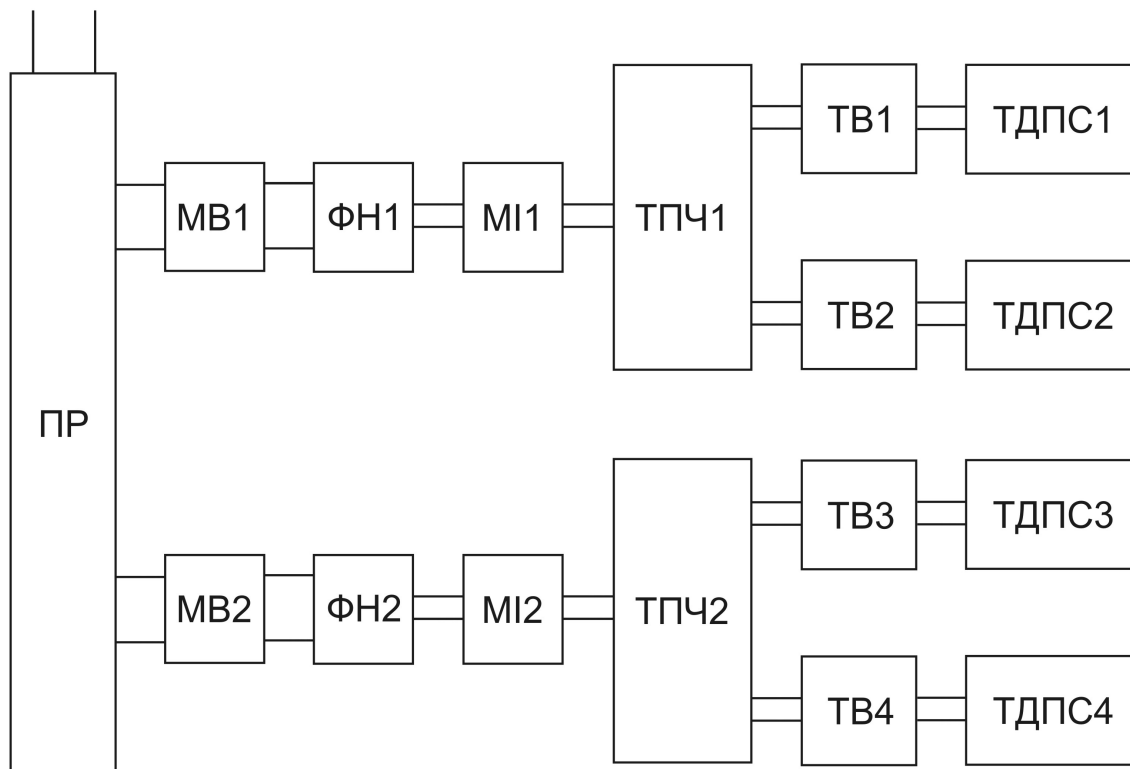 ПР
МВ1
ФН1
МІ1
ТПЧ1
ТВ1
ТДПС1
ТВ2
ТДПС2
МВ2
ФН2
МІ2
ТПЧ2
ТВ3
ТДПС3
ТВ4
ТДПС4